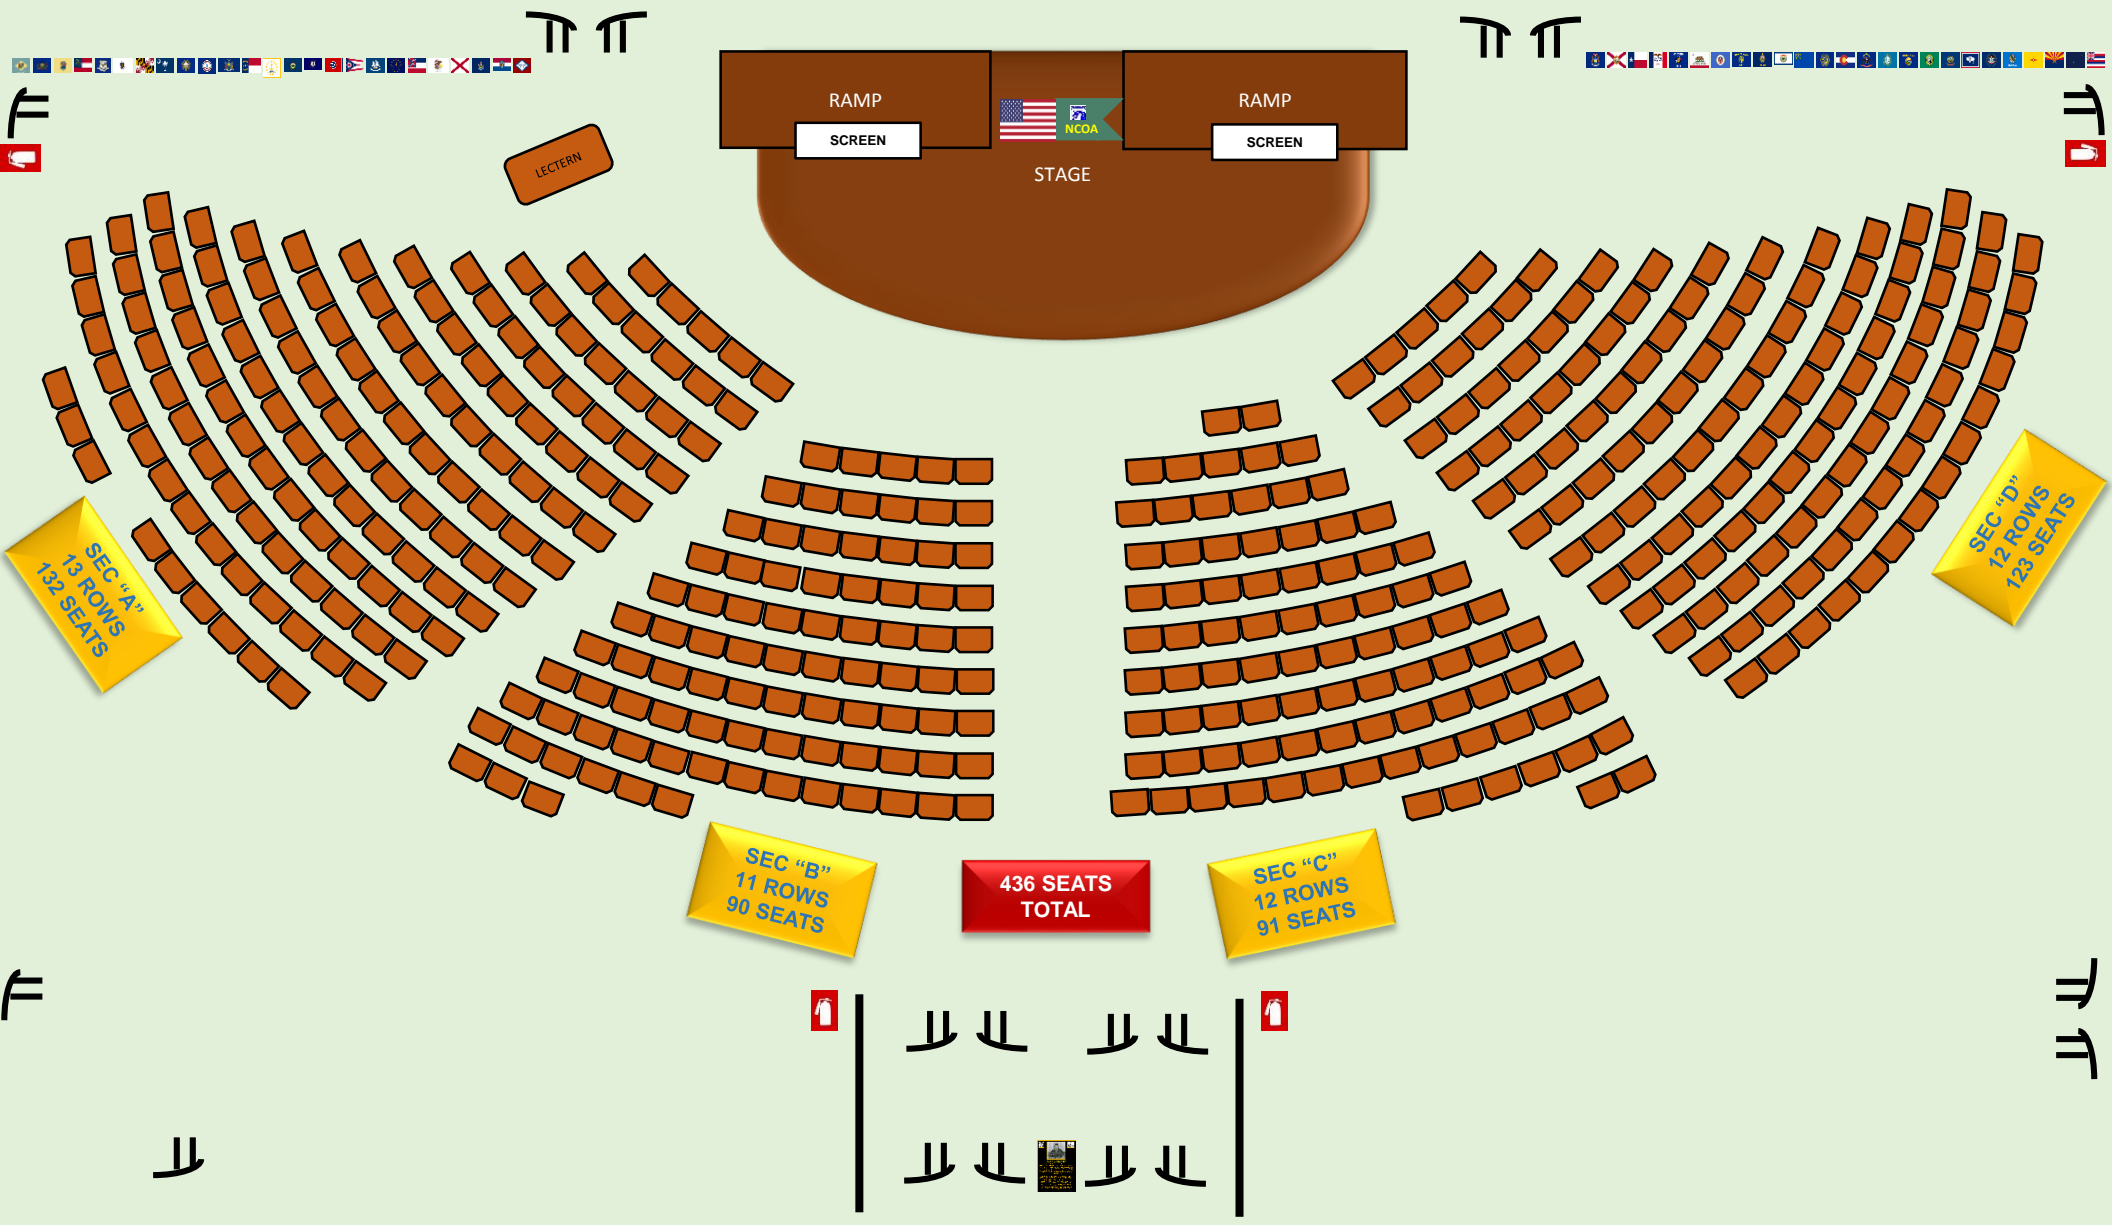 RAMP
RAMP
NCOA
SCREEN
SCREEN
LECTERN
STAGE
SEC "A"
13 ROWS
132 SEATS
SEC “D”
12 ROWS
123 SEATS
SEC “B”
11 ROWS
90 SEATS
436 SEATS
TOTAL
SEC “C”
12 ROWS
91 SEATS